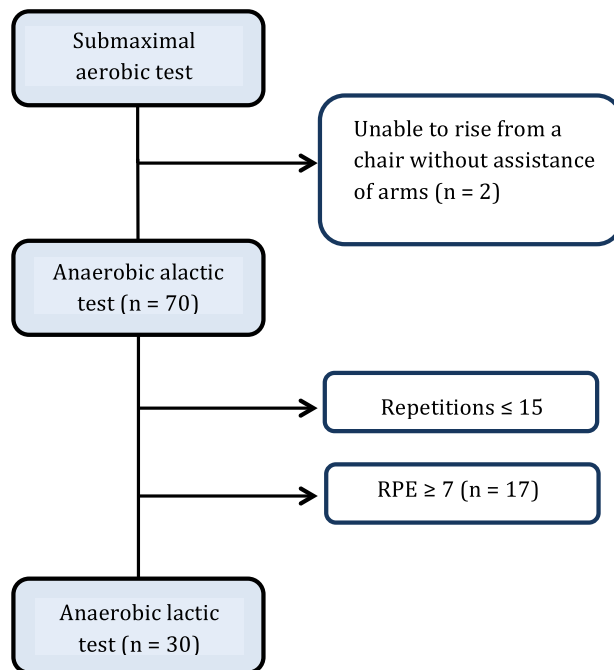 Submaximal
aerobic test
Unable to rise from a
chair without assistance
of arms (n = 2)
Anaerobic alactic
test (n = 70)
Repetitions ≤ 15
RPE ≥ 7 (n = 17)
Anaerobic lactic
test (n = 30)